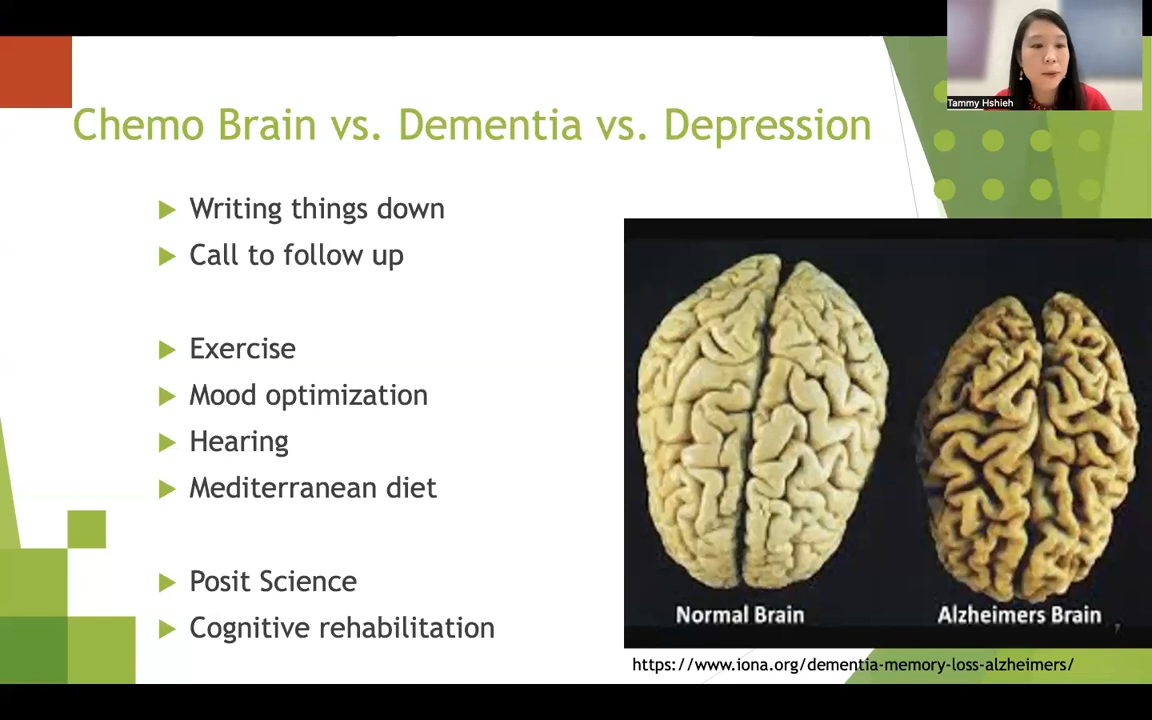 Tammy Hshieh
Chemo Brain vs. Dementia vs. Depression
Writing things down
Call to follow up
Exercise
Mood optimization
Hearing
Mediterranean diet
Posit Science
Cognitive rehabilitation
Normal Brain
Alzheimers Brain
7
https://www.iona.org/dementia-memory-loss-alzheimers/